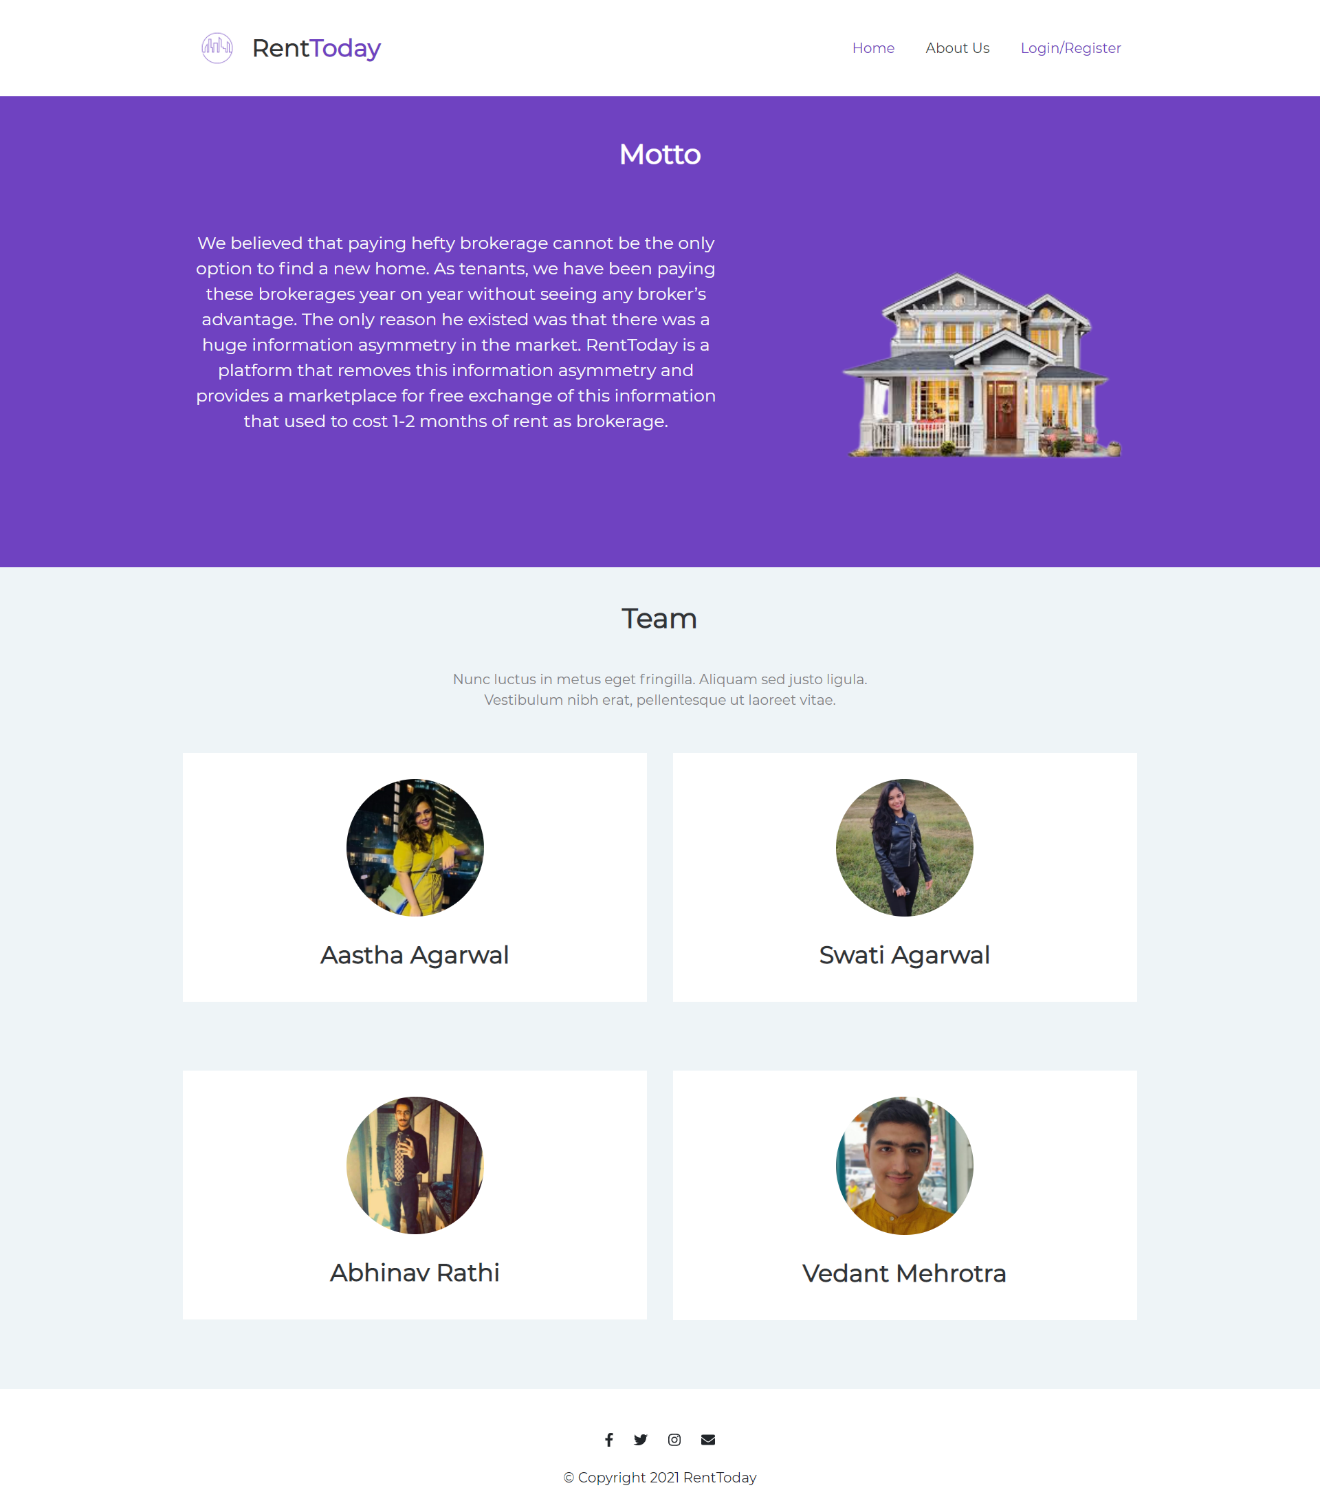 RentToday
Home About Us Login/Register
Motto
We believed that paying hefty brokerage cannot be the only
option to find a new home. As tenants, we have been paying
these brokerages year on year without seeing any broker’s
advantage. The only reason he existed was that there was a
huge information asymmetry in the market. RentToday is a
platform that removes this information asymmetry and
provides a marketplace for free exchange of this information
that used to cost 1-2 months of rent as brokerage.
Team
Nunc luctus in metus eget fringilla. Aliquam sed justo ligula.
Vestibulum nibh erat, pellentesque ut laoreet vitae.
Aastha Agarwal
Swati Agarwal
Abhinav Rathi
Vedant Mehrotra
© Copyright 2021 RentToday